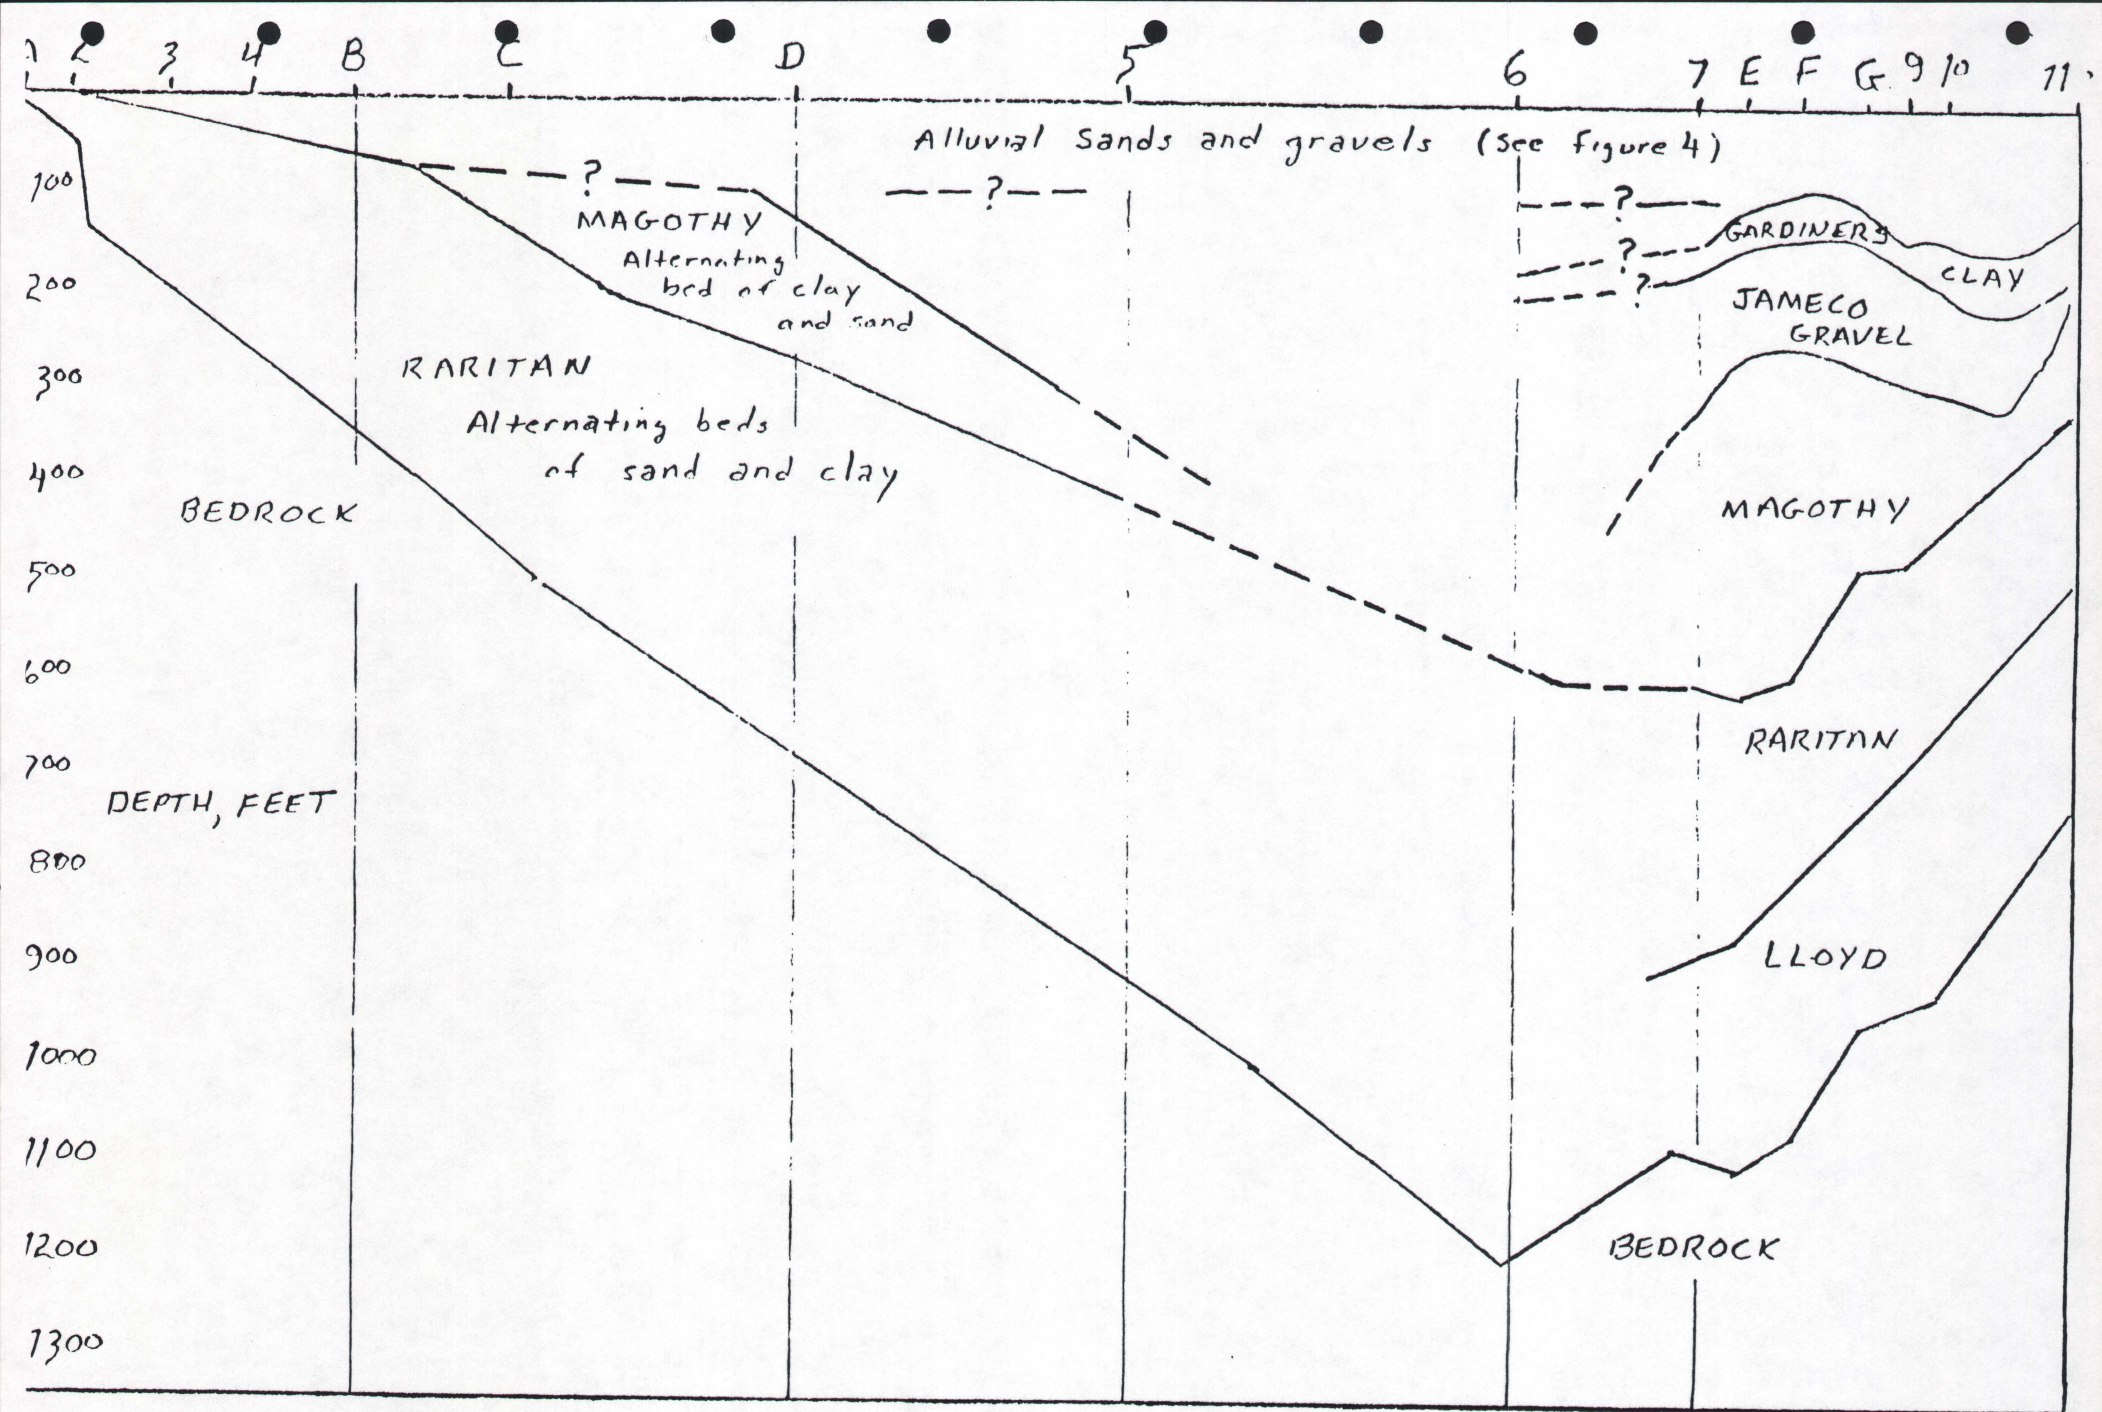 1 2 3 4 B C D 5 6 7 E F G 9 10 11
Alluvial Sands and gravels (See figure 4)
100
?
?
?
MAGOTHY
GARDINERS
Alternating
bed of clay
and sand
?
CLAY
200
?
JAMECO
GRAVEL
RARITAN
300
Alternating beds
of sand and clay
400
BEDROCK
MAGOTHY
500
600
RARITAN
700
DEPTH, FEET
800
900
LLOYD
1000
1100
1200
BEDROCK
1300